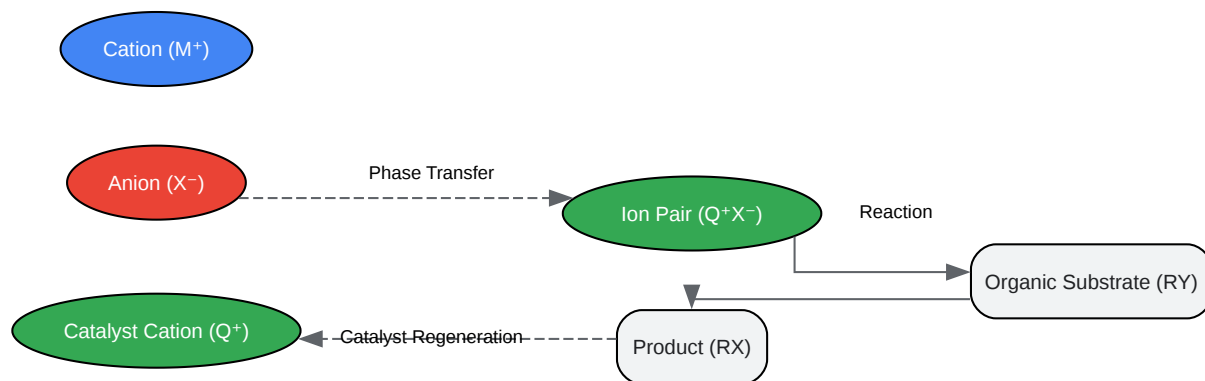 Cation (M⁺)
Anion (X⁻)
Phase Transfer
Ion Pair (Q⁺X⁻)
Reaction
Organic Substrate (RY)
Catalyst Cation (Q⁺)
Catalyst Regeneration
Product (RX)